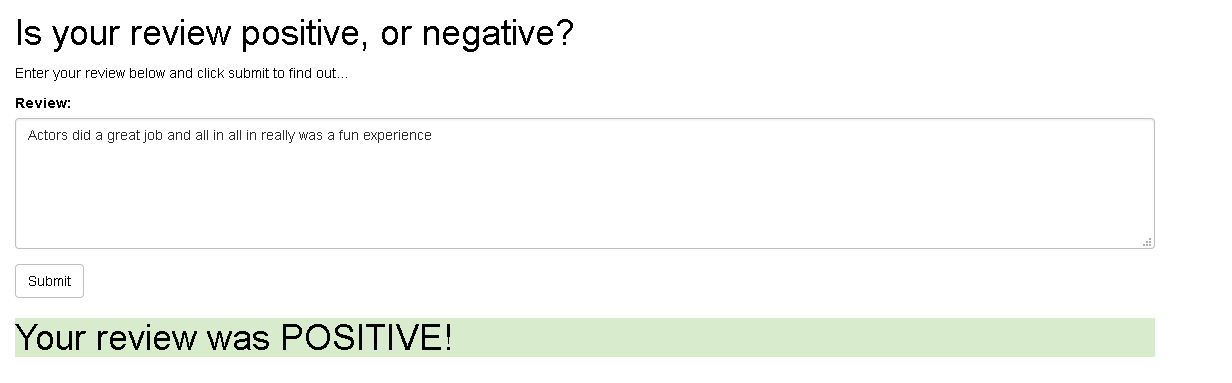 Is your review positive, or negative?
Enter your review below and click submit to find out...
Review:
Actors did a great job and all in all in really was a fun experience
Submit
Your review was POSITIVE!